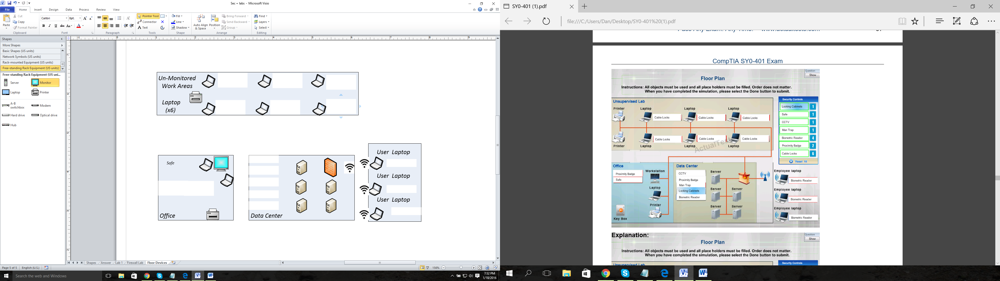 Sec + labs - Microsoft Visio
File Home Insert Design Data Process Review View
Paste
Cut
Copy
Format Painter
Clipboard
Calibri 8pt.
B I U abc Aa A
Font
Paragraph
Pointer Tool
Connector
A Text
Tools
Fill
Line
Shadow
Shape
Auto Align & Space
Position
Bring Forward
Send Backward
Group
Arrange
Find
Layers
Select
Editing
Shapes
More Shapes
Basic Shapes (US units)
Network Symbols (US units)
Rack-mounted Equipment (US units)
Free-standing Rack Equipment (US units)
Free-standing Rack Equipment (US uni...
Server Monitor
Laptop Printer
A-B switchbox
Modem
Hard drive Optical drive
Hub
Un-Monitored
Work Areas
Laptop
(x6)
Safe
Office
Data Center
User Laptop
User Laptop
User Laptop
Shapes Answer Lab 1 Firewall Lab Floor Devices
Page 5 of 5 English (U.S.)
156%
Search the web and Windows
7:52 PM
1/18/2016
SY0-401 (1).pdf
file:///C:/Users/Dan/Desktop/SY0-401%20(1).pdf
CompTIA SY0-401 Exam
Question
Show
Floor Plan
Instructions: All objects must be used and all place holders must be filled. Order does not matter.
When you have completed the simulation, please select the Done button to submit.
Unsupervised Lab
Printer Laptop Laptop Laptop
Cable Locks Cable Locks Cable Locks
Cable Locks Cable Locks Cable Locks
Printer Laptop Laptop Laptop
ActualTest
Security Controls
Locking Cabinets 1
Safe 1
CCTV 1
Man Trap 1
Biometric Reader 4
Proximity Badge 2
Cable Locks 6
Reset All
Office
Proximity Badge
Safe
Workstation
Laptop
Printer
Key Box
Data Center
CCTV
Proximity Badge
Man Trap
Locking Cabinets
Biometric Reader
Server
Server Server
Server Server
Employee laptop
Biometric Reader
Employee laptop
Biometric Reader
Employee laptop
Biometric Reader
Explanation:
Question
Show
Floor Plan
Instructions: All objects must be used and all place holders must be filled. Order does not matter.
When you have completed the simulation, please select the Done button to submit.
Unsupervised Lab
Security Controls